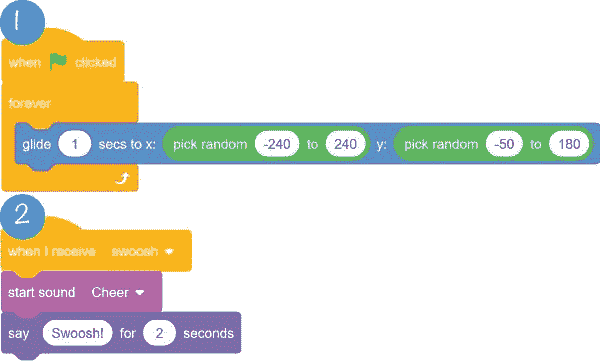 1
when clicked
forever
glide 1 secs to x: pick random -240 to 240 y: pick random -50 to 180
2
when I receive swoosh
start sound Cheer
say Swoosh! for 2 seconds